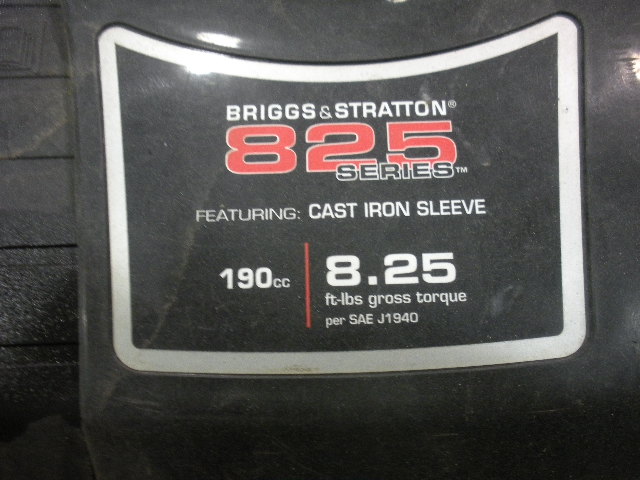 BRIGGS & STRATTON®
825
SERIES™
FEATURING: CAST IRON SLEEVE
190cc
8.25
ft-lbs gross torque
per SAE J1940